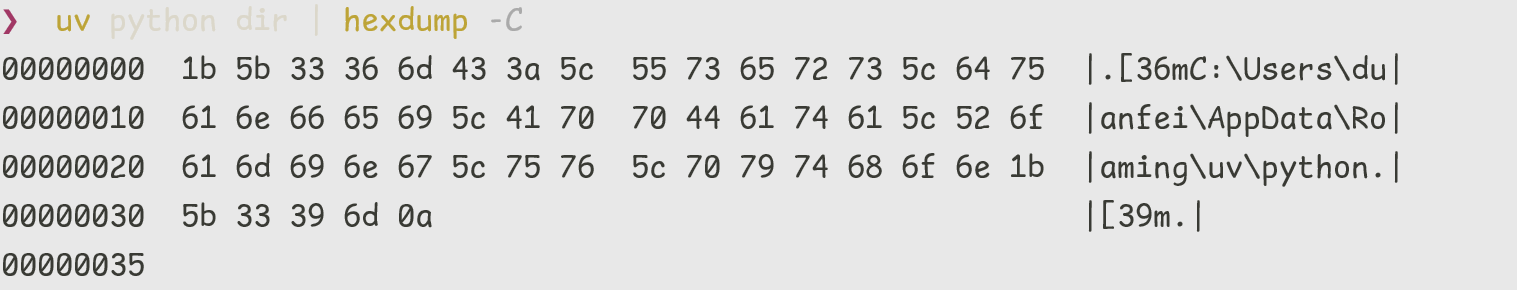 ❯ uv python dir | hexdump -C
00000000  1b 5b 33 36 6d 43 3a 5c  55 73 65 72 73 5c 64 75  |.[36mC:\Users\du|
00000010  61 6e 66 65 69 5c 41 70  70 44 61 74 61 5c 52 6f  |anfei\AppData\Ro|
00000020  61 6d 69 6e 67 5c 75 76  5c 70 79 74 68 6f 6e 1b  |aming\uv\python.|
00000030  5b 33 39 6d 0a                                    |[39m.|
00000035